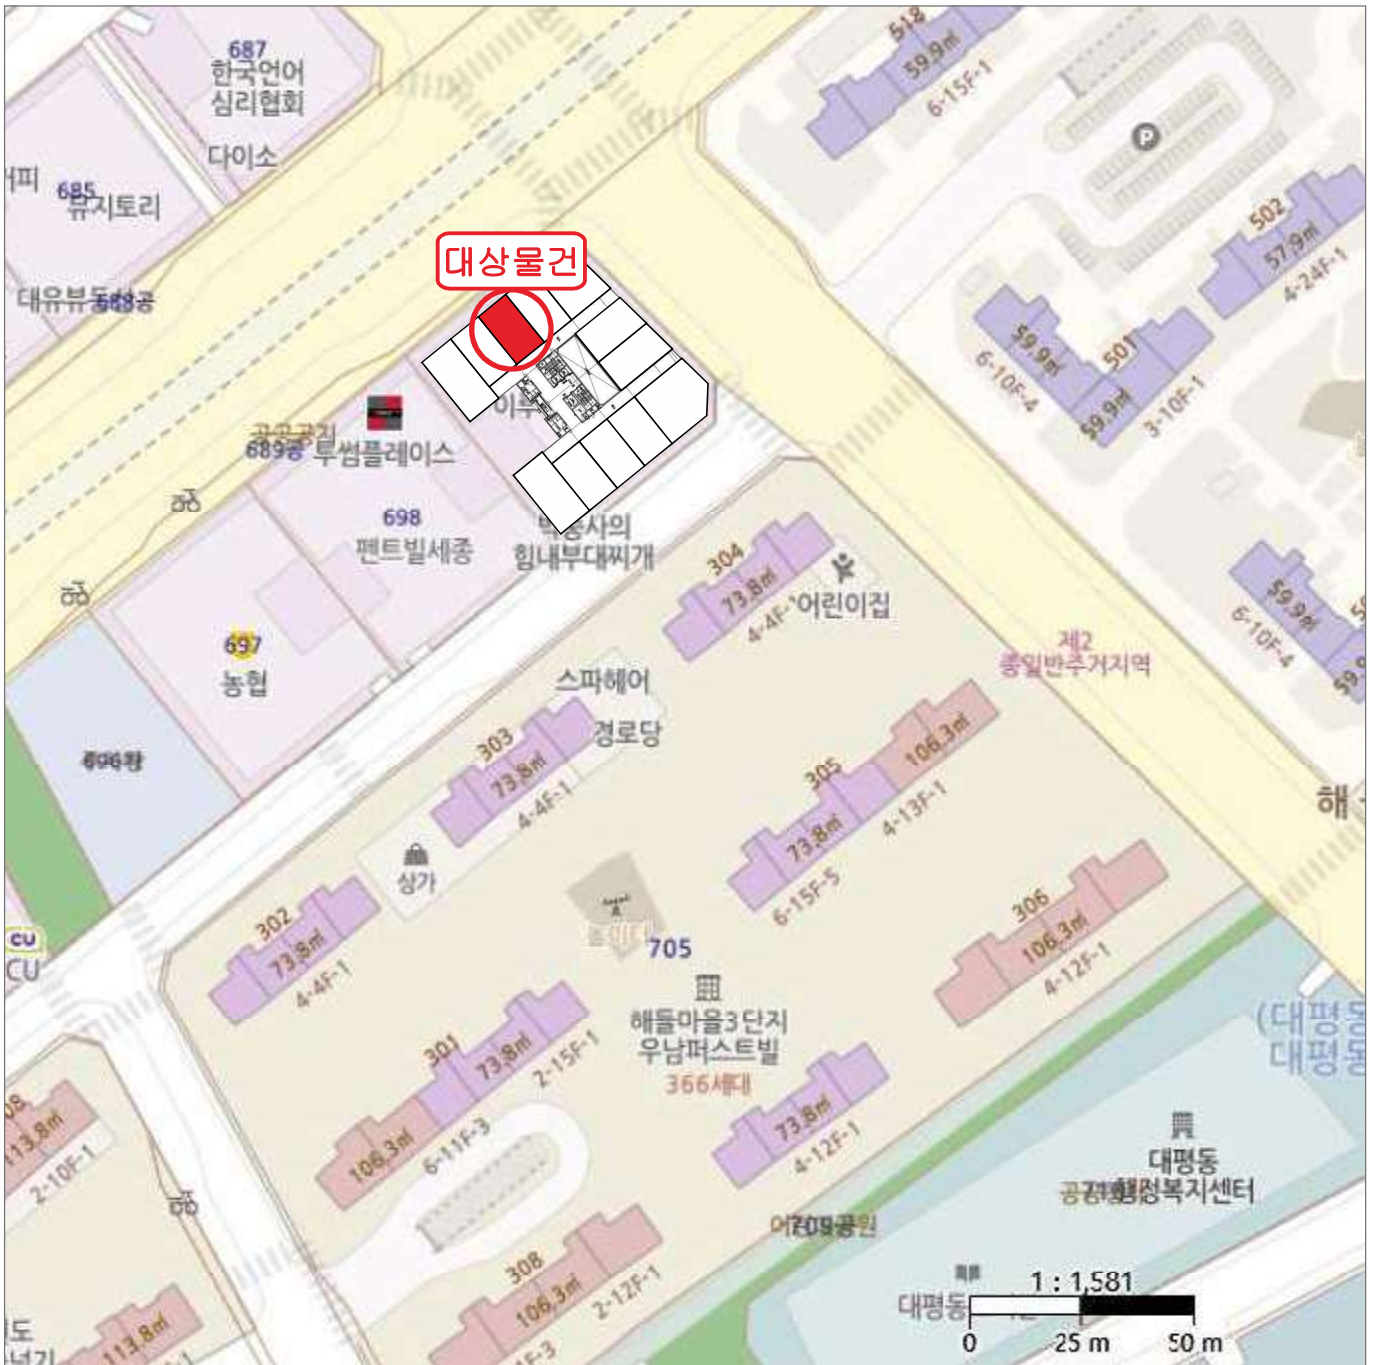 518
59.9㎡
6-15F-1
687
한국언어
심리협회
다이소
P
685
뮤지토리
502
57.9㎡
4-24F-1
대상물건
59.9㎡
6-10F-4
501
59.9㎡
3-10F-1
투썸플레이스
698
펜트빌세종
힘내부대찌개
304
73.8㎡
어린이집
59.9㎡
6-10F-4
제2
종일반주거지역
697
농협
스파헤어
경로당
303
73.8㎡
4-4F-1
305
106.3㎡
73.8㎡
4-13F-1
6-15F-5
해
상가
302
73.8㎡
4-4F-1
306
106.3㎡
4-12F-1
cu
CU
705
해들마을3단지
우남퍼스트빌
366세대
301
73.8㎡
2-15F-1
106.3㎡
6-11F-3
73.8㎡
4-12F-1
113.8㎡
2-10F-1
대평동
308
106.3㎡
2-12F-1
113.8㎡
대평동
1 : 1,581
0 25 m 50 m